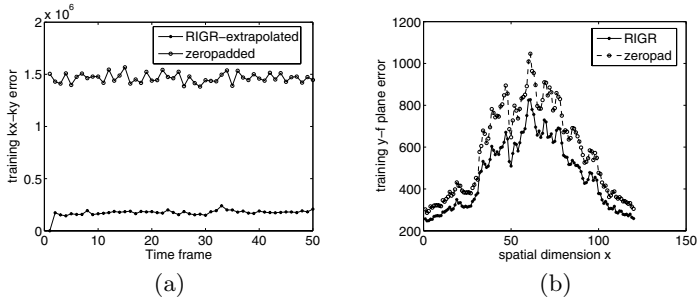 x 10^6
2
1.5
1
0.5
0
training kx-ky error
RIGR-extrapolated
zeropadded
0 10 20 30 40 50
Time frame
(a)
1200
1000
800
600
400
200
training y-f plane error
RIGR
zeropad
0 50 100 150
spatial dimension x
(b)